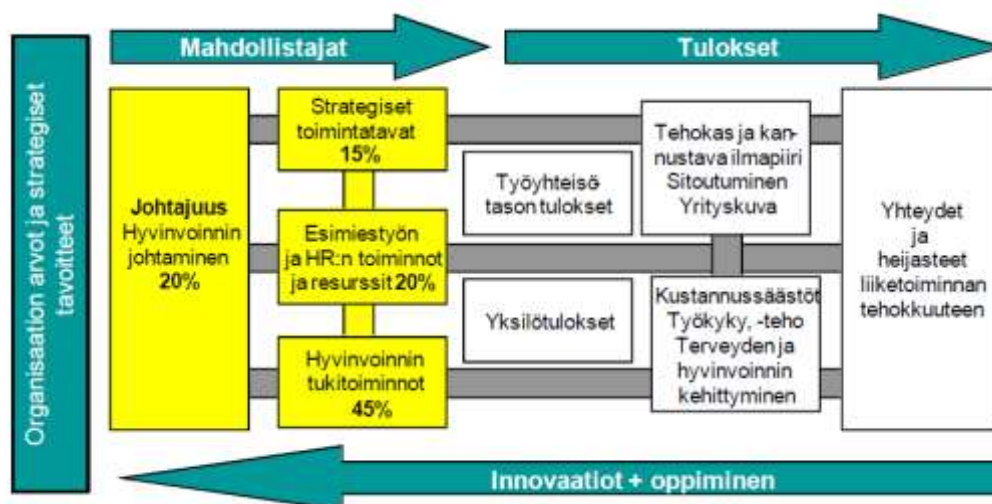 Organisaation arvot ja strategiset
tavoitteet
Mahdollistajat
Tulokset
Johtajuus
Hyvinvoinnin
johtaminen
20%
Strategiset
toimintatavat
15%
Esimiestyön
ja HR:n toiminnot
ja resurssit 20%
Hyvinvoinnin
tukitoiminnot
45%
Työyhteisö
tason tulokset
Yksilötulokset
Tehokas ja kan-
nustava ilmapiiri
Sitoutuminen
Yrityskuva
Kustannussäästöt
Työkyky, -teho
Terveyden ja
hyvinvoinnin
kehittyminen
Yhteydet
ja
heijasteet
liiketoiminnan
tehokkuuteen
Innovaatiot + oppiminen